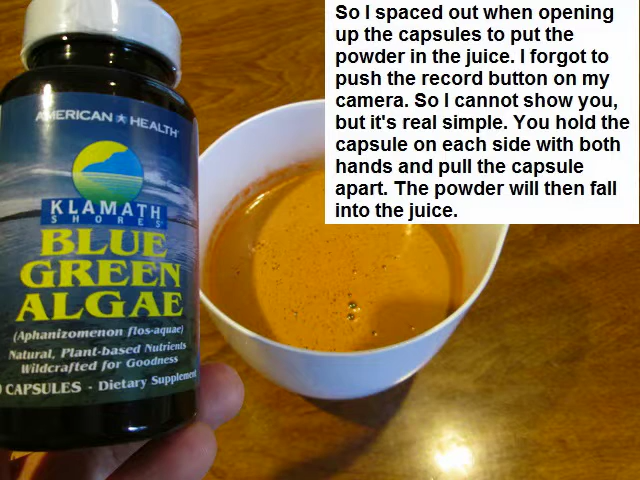 So I spaced out when opening
up the capsules to put the
powder in the juice. I forgot to
push the record button on my
camera. So I cannot show you,
but it's real simple. You hold the
capsule on each side with both
hands and pull the capsule
apart. The powder will then fall
into the juice.
AMERICAN HEALTH
KLAMATH
SHORES
BLUE
GREEN
ALGAE
(Aphanizomenon flos-aquae)
Natural, Plant-based Nutrients
Wildcrafted for Goodness
CAPSULES - Dietary Supplement